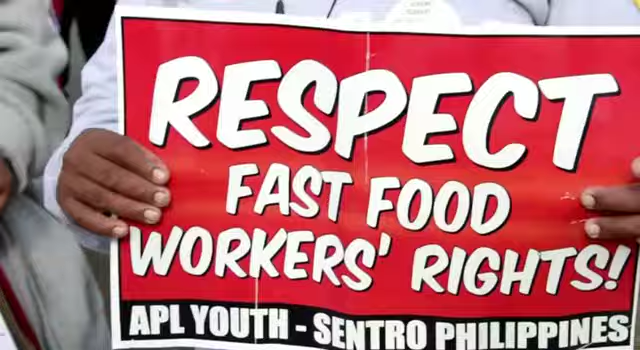 RESPECT
FAST FOOD
WORKERS' RIGHTS!
APL YOUTH - SENTRO PHILIPPINES